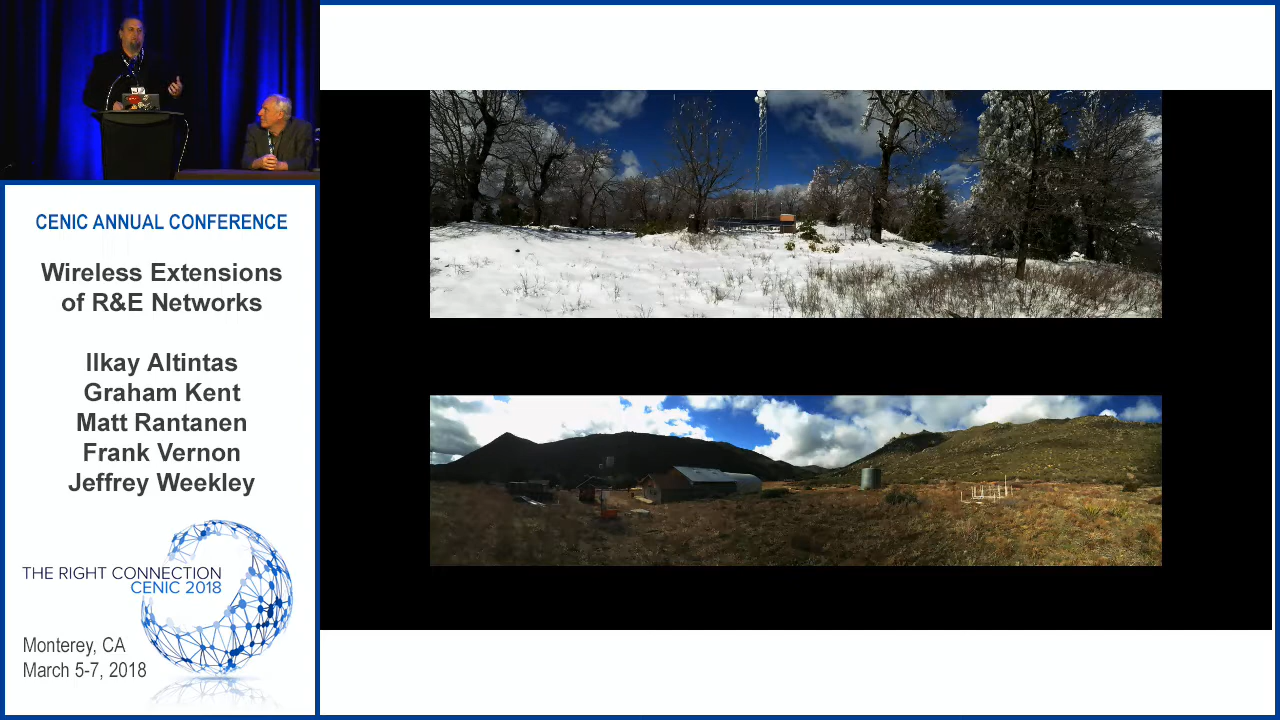 CENIC ANNUAL CONFERENCE
Wireless Extensions
of R&E Networks
Ilkay Altintas
Graham Kent
Matt Rantanen
Frank Vernon
Jeffrey Weekley
THE RIGHT CONNECTION
CENIC 2018
Monterey, CA
March 5-7, 2018